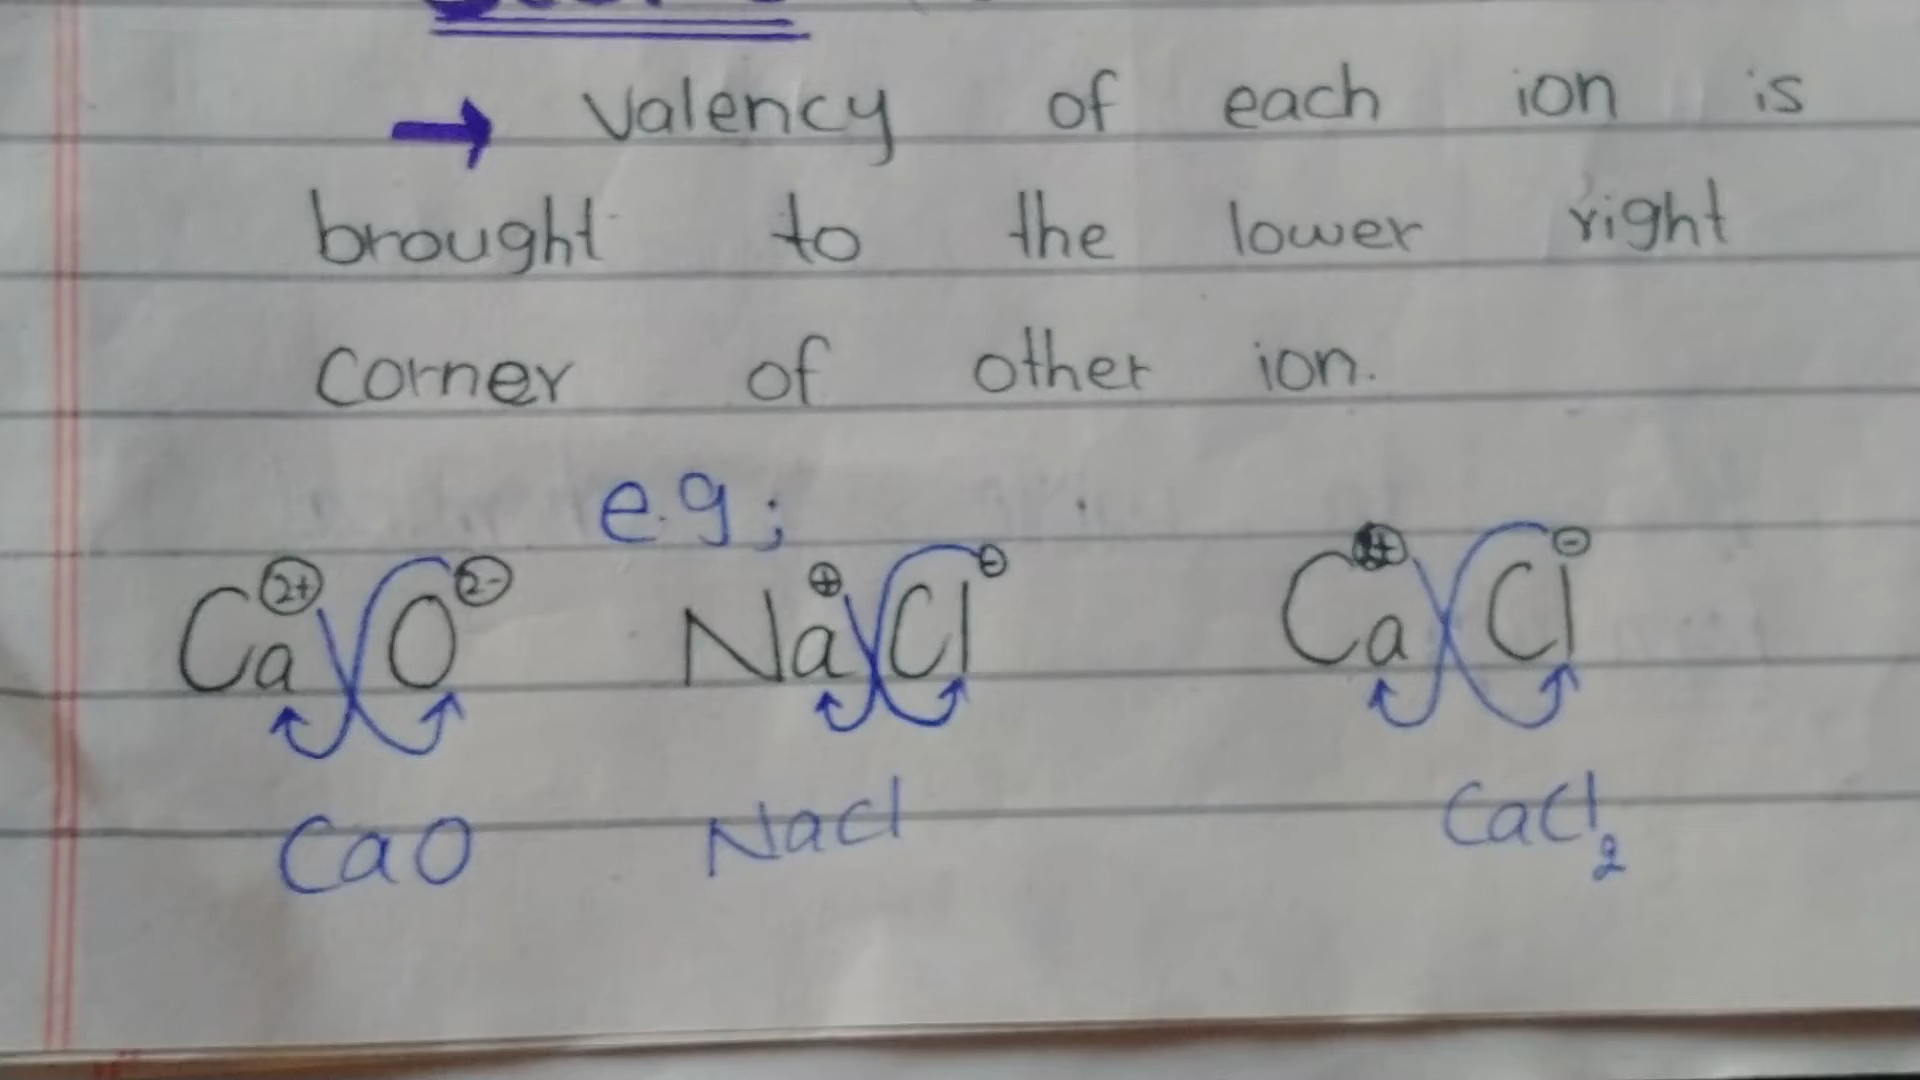 → Valency of each ion is
brought to the lower right
corner of other ion.
e.g;
Ca²⁺ O²⁻ Na⁺ Cl⁻ Ca Cl⁻
CaO NaCl CaCl₂